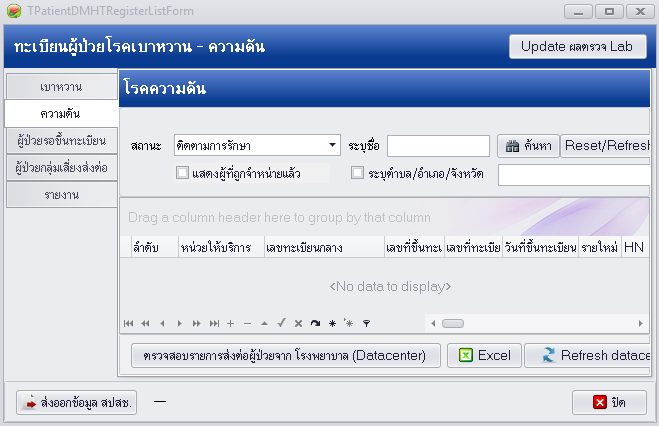 TPatientDMHTRegisterListForm
ทะเบียนผู้ป่วยโรคเบาหวาน - ความดัน
Update ผลตรวจ Lab
เบาหวาน
ความดัน
ผู้ป่วยรอขึ้นทะเบียน
ผู้ป่วยกลุ่มเสี่ยงส่งต่อ
รายงาน
โรคความดัน
สถานะ ติดตามการรักษา ระบุชื่อ ค้นหา Reset/Refresh
แสดงผู้ที่ถูกจำหน่ายแล้ว ระบุตำบล/อำเภอ/จังหวัด
Drag a column header here to group by that column
ลำดับ หน่วยให้บริการ เลขทะเบียนกลาง เลขที่ขึ้นทะเ เลขที่ทะเบีย วันที่ขึ้นทะเบียน รายใหม่ HN
<No data to display>
ตรวจสอบรายการส่งต่อผู้ป่วยจาก โรงพยาบาล (Datacenter) Excel Refresh datace
ส่งออกข้อมูล สปสช. — ปิด